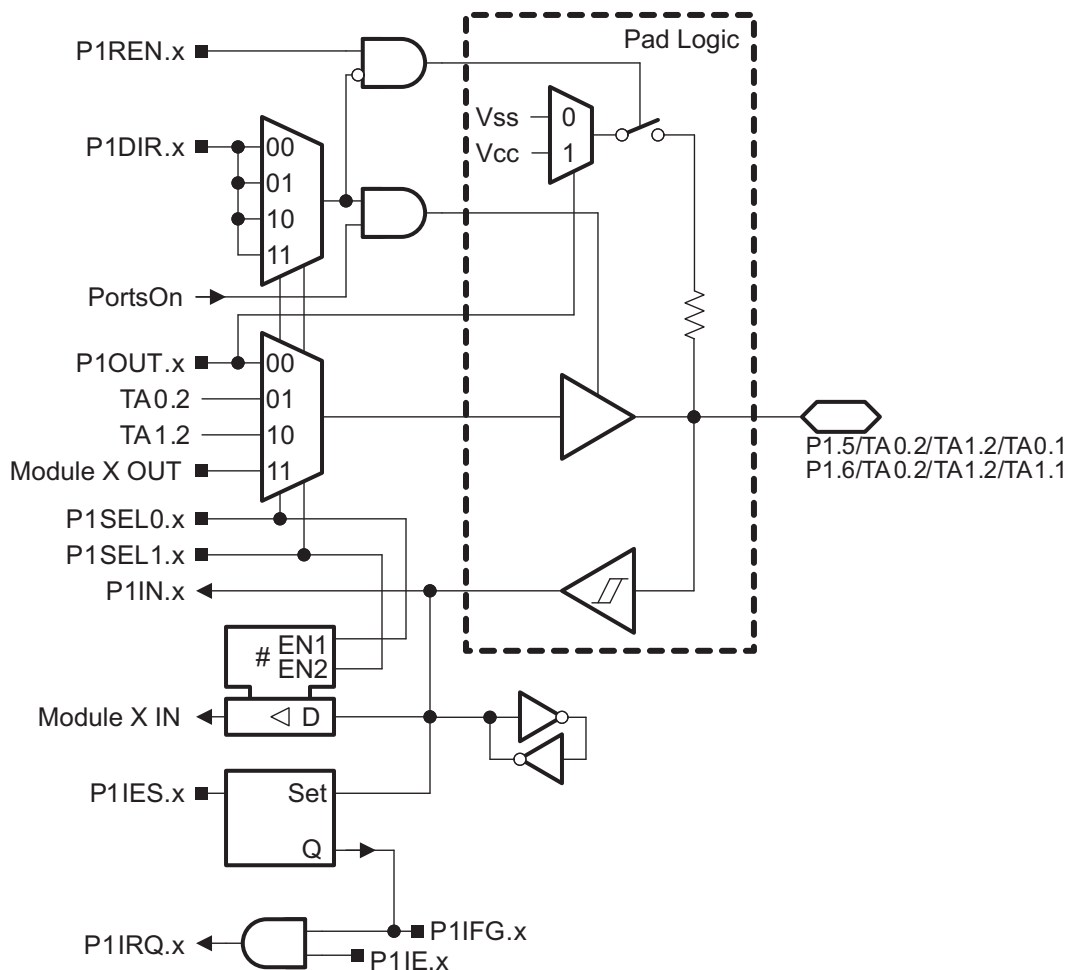 Pad Logic
P1REN.x
Vss
0
Vcc
1
P1DIR.x
00
01
10
11
PortsOn
P1OUT.x
00
TA0.2
01
TA1.2
10
Module X OUT
11
P1.5/TA0.2/TA1.2/TA0.1
P1.6/TA0.2/TA1.2/TA1.1
P1SEL0.x
P1SEL1.x
P1IN.x
# EN1
EN2
Module X IN
D
P1IES.x
Set
Q
P1IFG.x
P1IRQ.x
P1IE.x